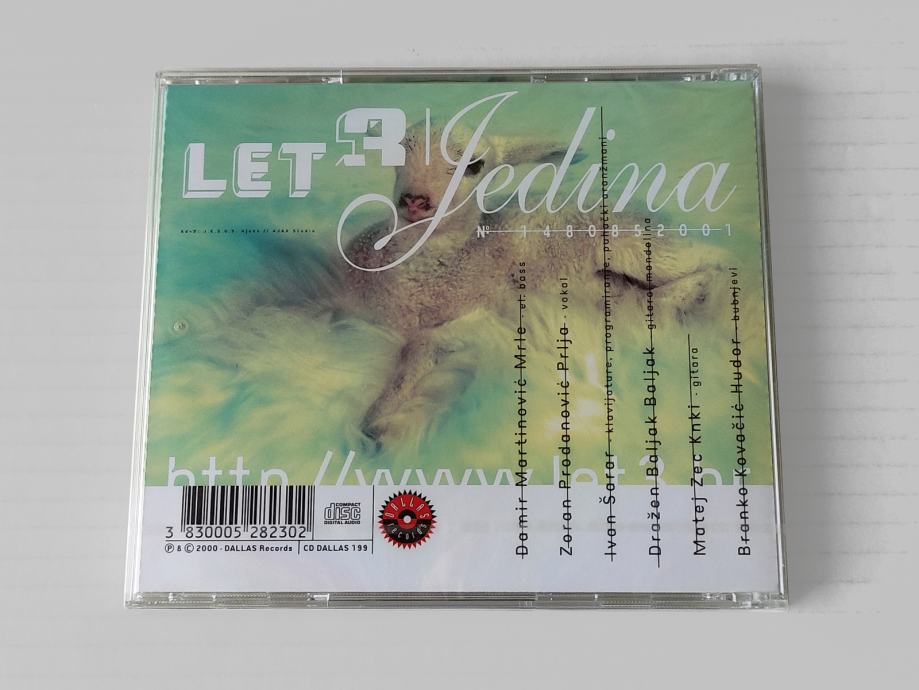 LET 3 | Jedina
Nº 1480852001
Damir Martinović Mrle - el. bass
Zoran Prodanović Prlja - vokal
Ivan Šarar - klavijature, programiranje, puhački aranžmani
Dražen Baljak Baljak - gitara, mandolina
Matej Zec Knki - gitara
Branko Kovačić Hudor - bubnjevi
http://www.let3.hr
3 830005 282302
COMPACT
disc
DIGITAL AUDIO
DALLAS
records
℗ & © 2000 - DALLAS Records | CD DALLAS 199